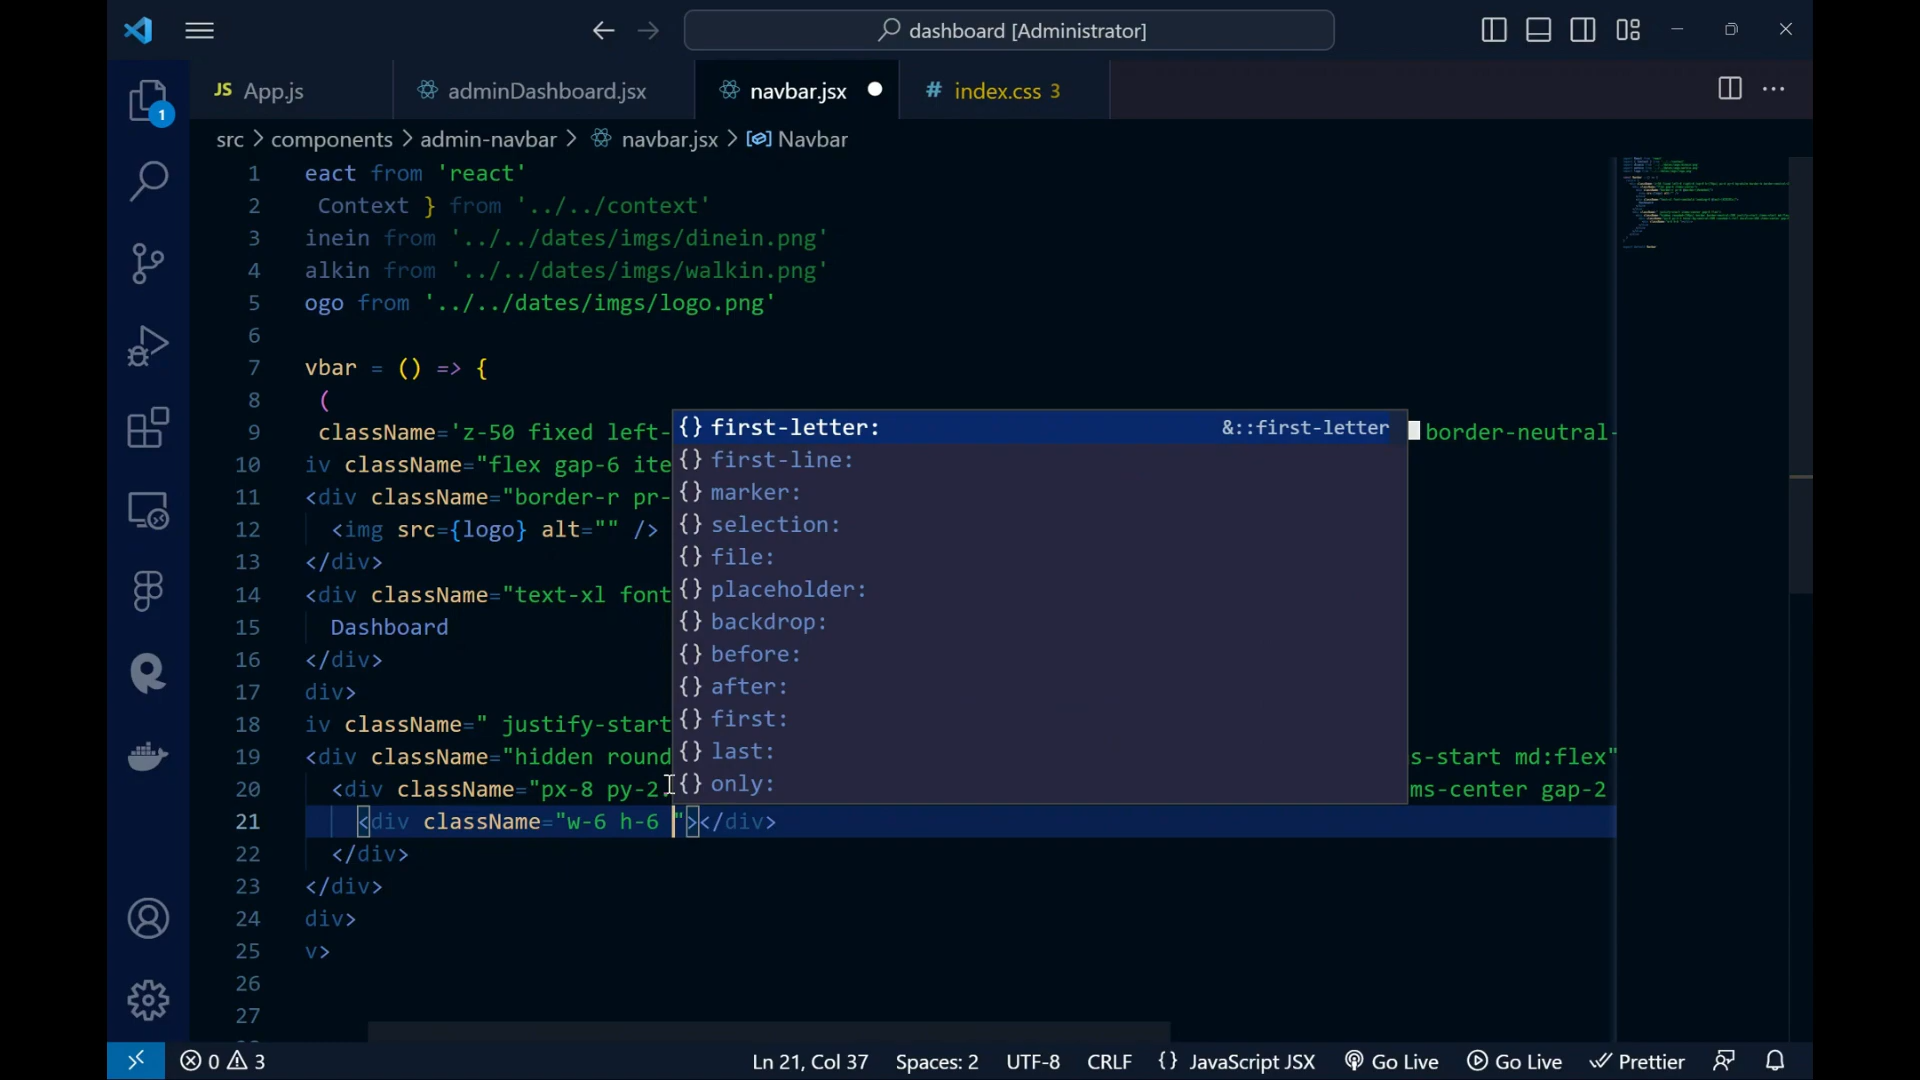 dashboard [Administrator]
JS App.js
adminDashboard.jsx
navbar.jsx
# index.css 3
1
src > components > admin-navbar > navbar.jsx > Navbar
1 eact from 'react'
2 Context } from '../../context'
3 inein from '../../dates/imgs/dinein.png'
4 alkin from '../../dates/imgs/walkin.png'
5 ogo from '../../dates/imgs/logo.png'
6
7 vbar = () => {
8 (
9 className='z-50 fixed left- border-neutral-
10 iv className="flex gap-6 ite
11 <div className="border-r pr-
12 <img src={logo} alt="" />
13 </div>
14 <div className="text-xl font
15 Dashboard
16 </div>
17 div>
18 iv className=" justify-start
19 <div className="hidden round s-start md:flex"
20 <div className="px-8 py-2. ms-center gap-2
21 <div className="w-6 h-6 "></div>
22 </div>
23 </div>
24 div>
25 v>
26
27
{} first-letter: &::first-letter
{} first-line:
{} marker:
{} selection:
{} file:
{} placeholder:
{} backdrop:
{} before:
{} after:
{} first:
{} last:
{} only:
0 3 Ln 21, Col 37 Spaces: 2 UTF-8 CRLF {} JavaScript JSX Go Live Go Live Prettier